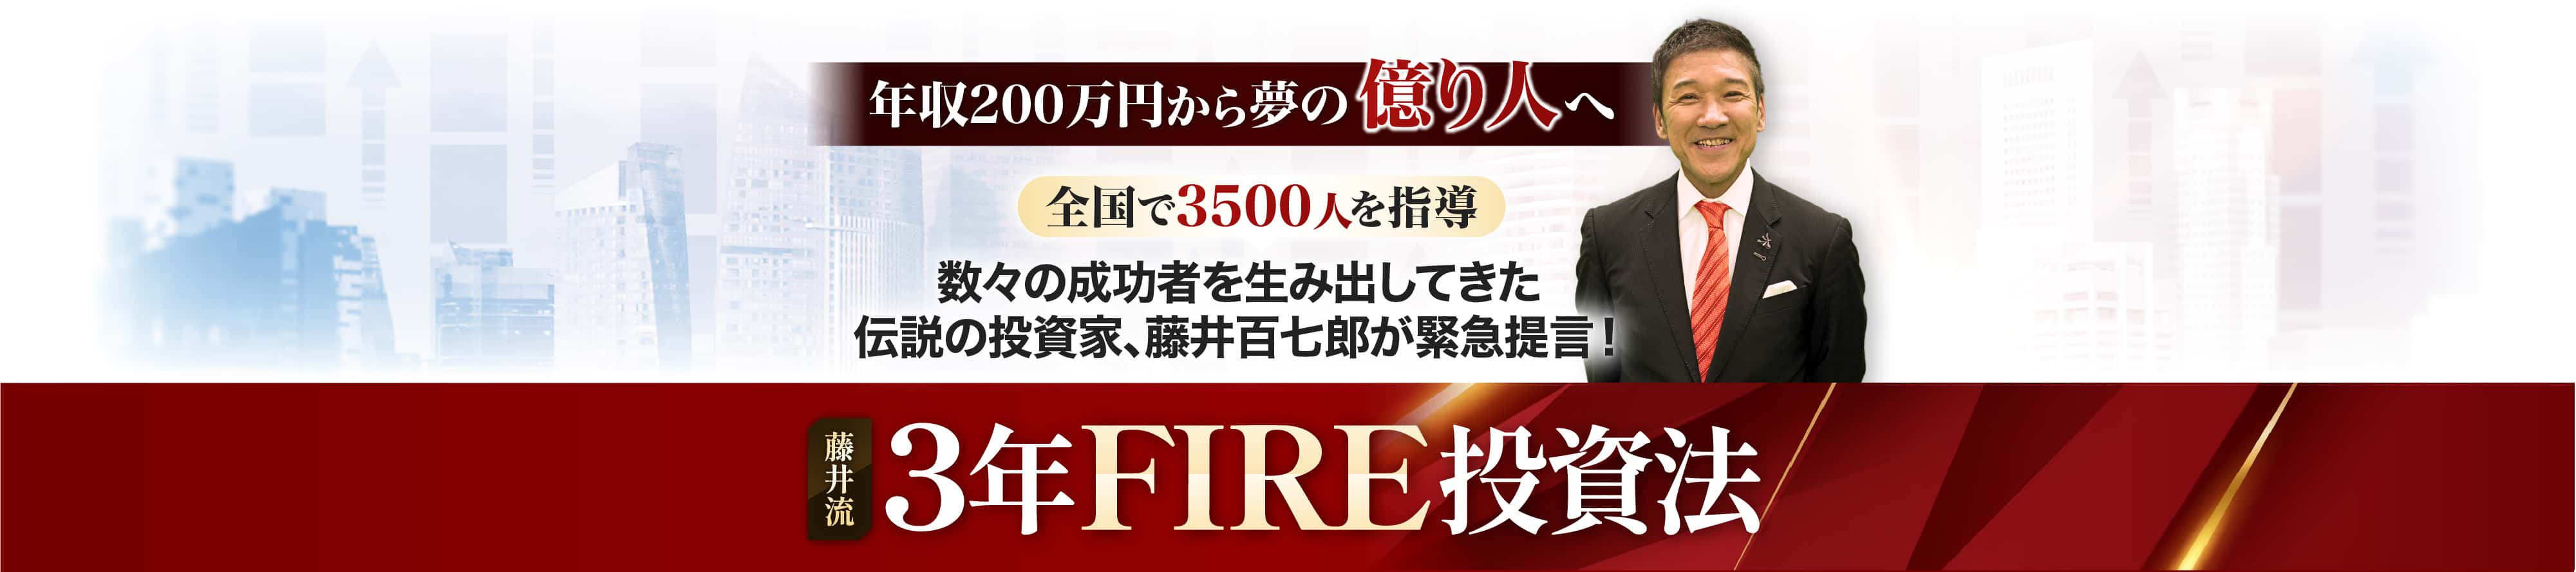 年収200万円から夢の億り人へ
全国で3500人を指導
数々の成功者を生み出してきた
伝説の投資家、藤井百七郎が緊急提言！
藤井流
3年FIRE投資法